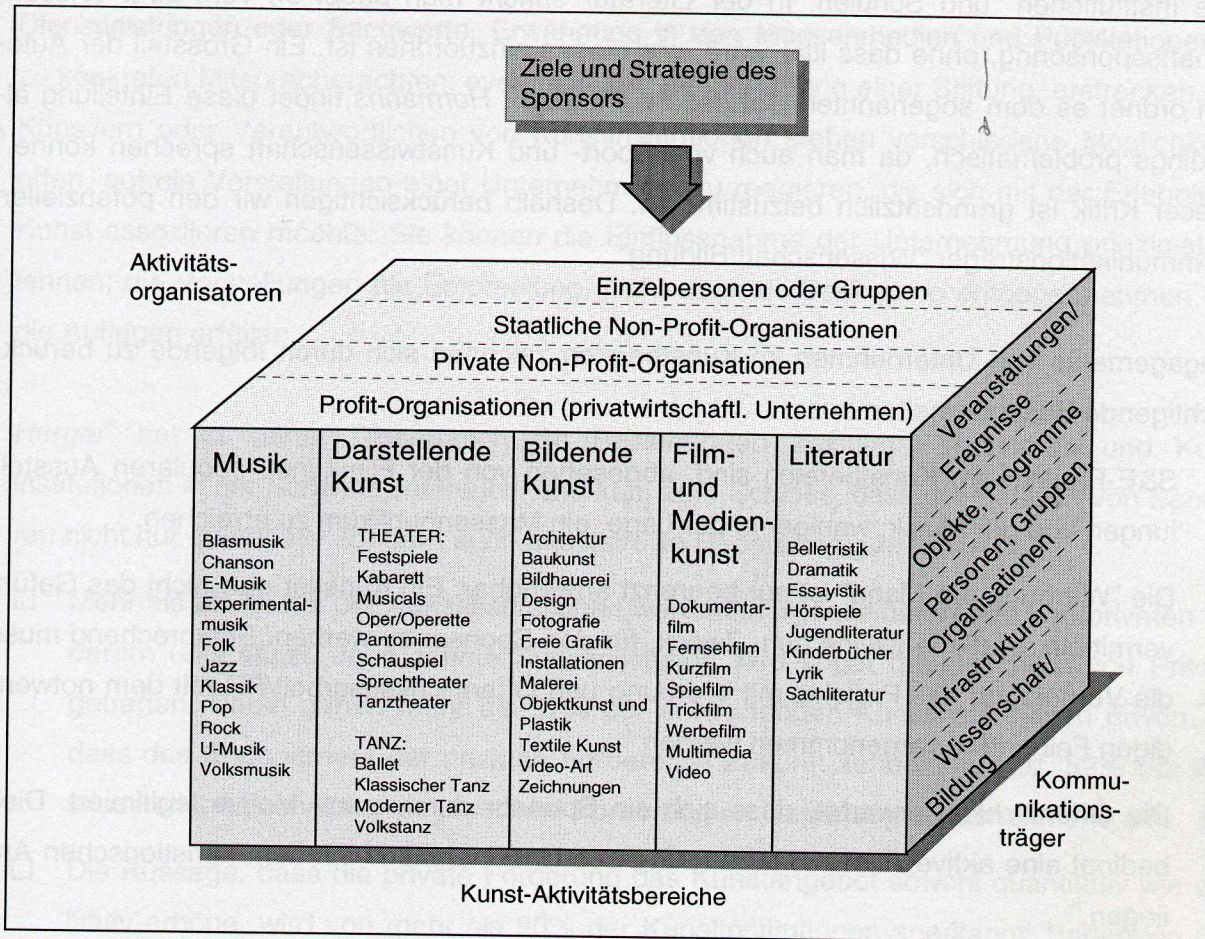 Ziele und Strategie des
Sponsors
Aktivitäts-
organisatoren
Einzelpersonen oder Gruppen
Staatliche Non-Profit-Organisationen
Private Non-Profit-Organisationen
Profit-Organisationen (privatwirtschaftl. Unternehmen)
Musik
Blasmusik
Chanson
E-Musik
Experimental-
musik
Folk
Jazz
Klassik
Pop
Rock
U-Musik
Volksmusik
Darstellende
Kunst
THEATER:
Festspiele
Kabarett
Musicals
Oper/Operette
Pantomime
Schauspiel
Sprechtheater
Tanztheater
TANZ:
Ballet
Klassischer Tanz
Moderner Tanz
Volkstanz
Bildende
Kunst
Architektur
Baukunst
Bildhauerei
Design
Fotografie
Freie Grafik
Installationen
Malerei
Objektkunst und
Plastik
Textile Kunst
Video-Art
Zeichnungen
Film-
und
Medien-
kunst
Dokumentar-
film
Fernsehfilm
Kurzfilm
Spielfilm
Trickfilm
Werbefilm
Multimedia
Video
Literatur
Belletristik
Dramatik
Essayistik
Hörspiele
Jugendliteratur
Kinderbücher
Lyrik
Sachliteratur
Veranstaltungen/
Ereignisse
Objekte, Programme
Personen, Gruppen,
Organisationen
Infrastrukturen
Wissenschaft/
Bildung
Kommu-
nikations-
träger
Kunst-Aktivitätsbereiche